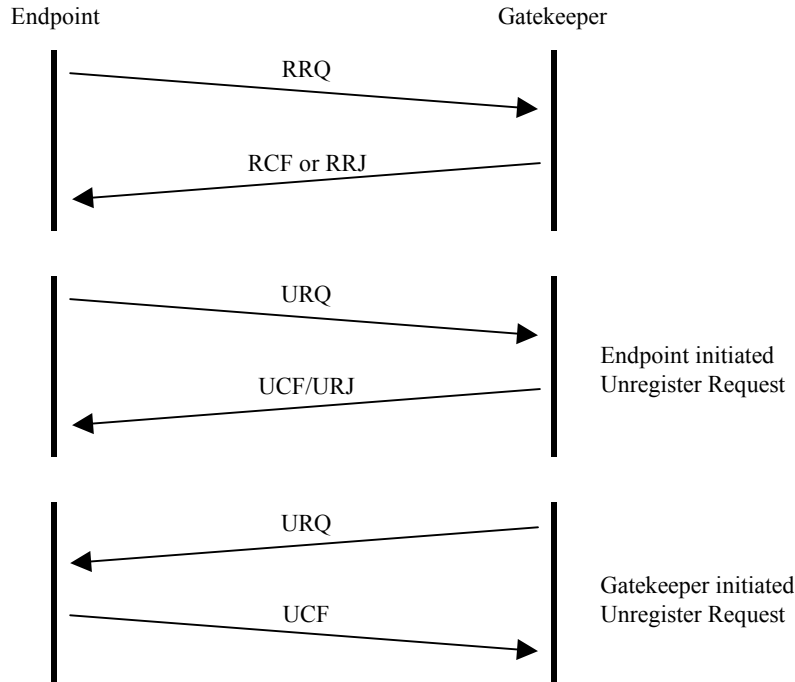 Endpoint
Gatekeeper
RRQ
RCF or RRJ
URQ
Endpoint initiated
Unregister Request
UCF/URJ
URQ
Gatekeeper initiated
Unregister Request
UCF